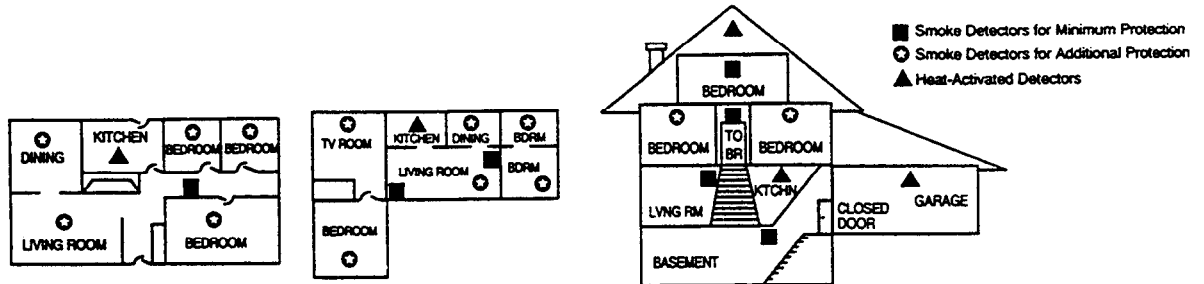 Smoke Detectors for Minimum Protection
Smoke Detectors for Additional Protection
Heat-Activated Detectors
DINING
KITCHEN
BEDROOM
BEDROOM
LIVING ROOM
BEDROOM
TV ROOM
KITCHEN
DINING
BDRM
LIVING ROOM
BDRM
BEDROOM
BEDROOM
BEDROOM
TO
BR
BEDROOM
LVNG RM
KTCHN
CLOSED
DOOR
GARAGE
BASEMENT